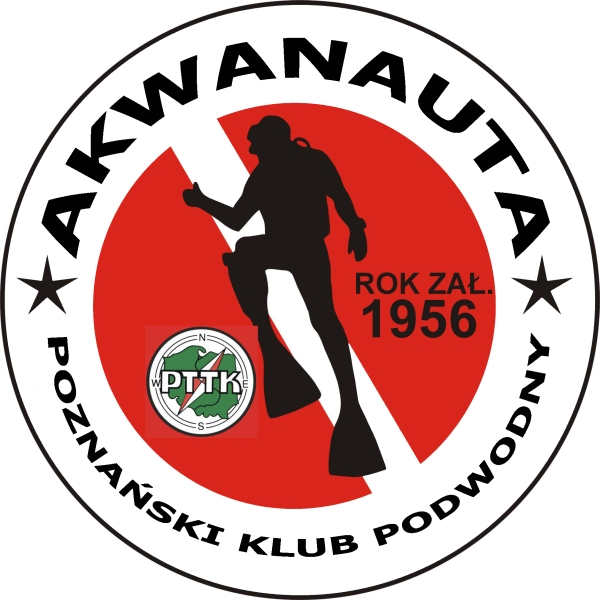 AKWANAUTA
ROK ZAŁ.
1956
N
W PTTK E
S
POZNAŃSKI KLUB PODWODNY